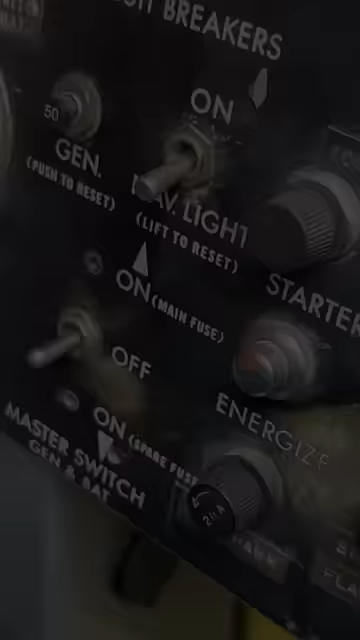 BREAKERS
ON
50
GEN.
(PUSH TO RESET)
NAV. LIGHT
(LIFT TO RESET)
ON (MAIN FUSE)
STARTER
OFF
ENERGIZE
ON (SPARE FUSE
MASTER SWITCH
GEN & BAT